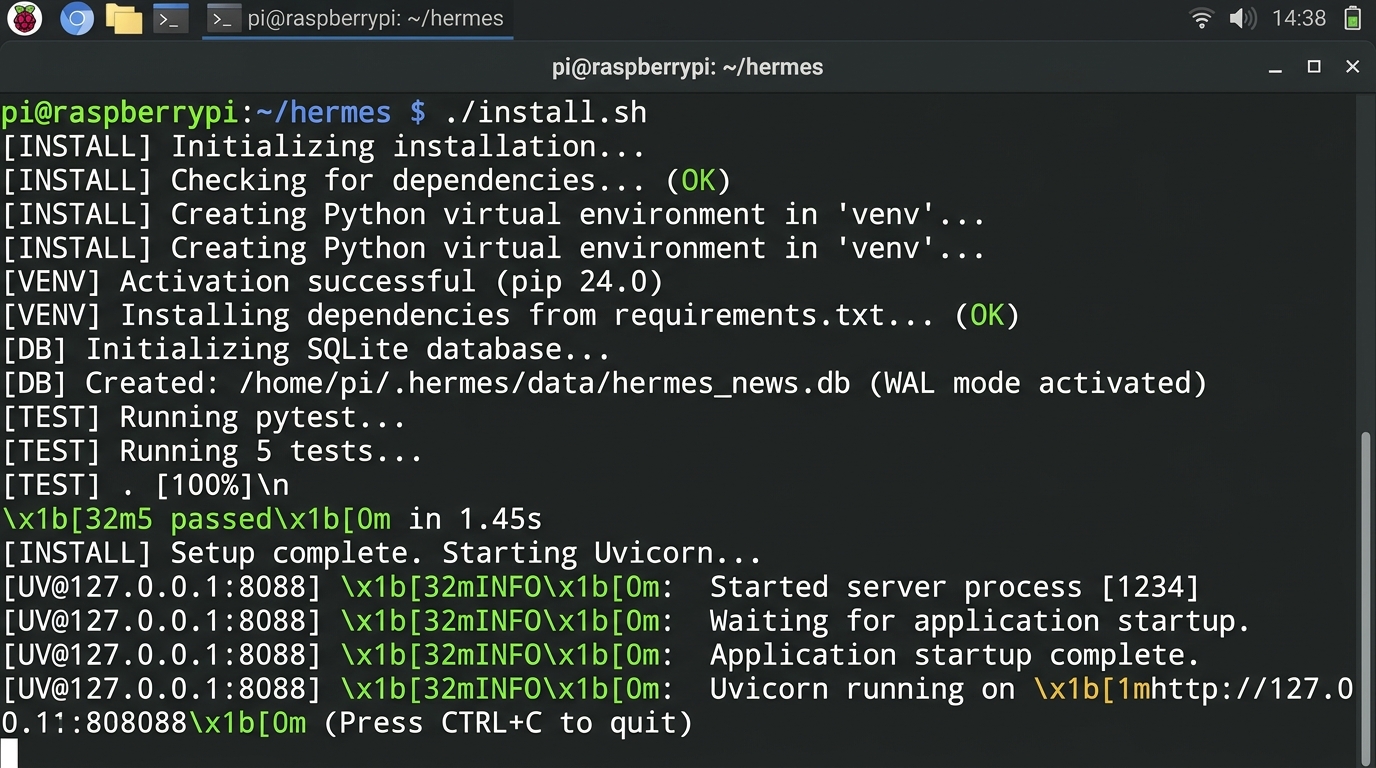 pi@raspberrypi: ~/hermes
14:38
pi@raspberrypi: ~/hermes
pi@raspberrypi:~/hermes $ ./install.sh
[INSTALL] Initializing installation...
[INSTALL] Checking for dependencies... (OK)
[INSTALL] Creating Python virtual environment in 'venv'...
[INSTALL] Creating Python virtual environment in 'venv'...
[VENV] Activation successful (pip 24.0)
[VENV] Installing dependencies from requirements.txt... (OK)
[DB] Initializing SQLite database...
[DB] Created: /home/pi/.hermes/data/hermes_news.db (WAL mode activated)
[TEST] Running pytest...
[TEST] Running 5 tests...
[TEST] . [100%]\n
\x1b[32m5 passed\x1b[0m in 1.45s
[INSTALL] Setup complete. Starting Uvicorn...
[UV@127.0.0.1:8088] \x1b[32mINFO\x1b[0m:  Started server process [1234]
[UV@127.0.0.1:8088] \x1b[32mINFO\x1b[0m:  Waiting for application startup.
[UV@127.0.0.1:8088] \x1b[32mINFO\x1b[0m:  Application startup complete.
[UV@127.0.0.1:8088] \x1b[32mINFO\x1b[0m:  Uvicorn running on \x1b[1mhttp://127.0
0.11:808088\x1b[0m (Press CTRL+C to quit)